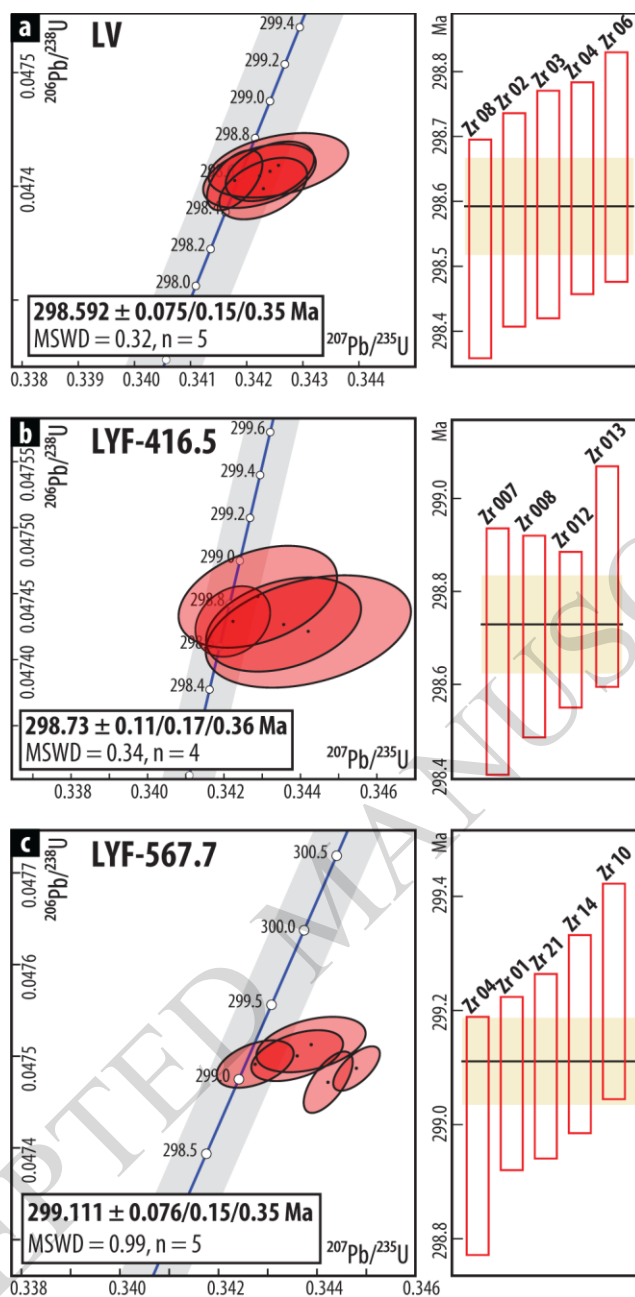 a
LV
0.0475
0.0474
206Pb/238U
299.4
299.2
299.0
298.8
298.4
298.2
298.0
298.592 ± 0.075/0.15/0.35 Ma
MSWD = 0.32, n = 5
207Pb/235U
0.338
0.339
0.340
0.341
0.342
0.343
0.344
Ma
298.8
298.7
298.6
298.5
298.4
Zr 08
Zr 02
Zr 03
Zr 04
Zr 06
b
LYF-416.5
0.04755
0.04750
0.04745
0.04740
206Pb/238U
299.6
299.4
299.2
299.0
298.8
298.4
298.73 ± 0.11/0.17/0.36 Ma
MSWD = 0.34, n = 4
207Pb/235U
0.338
0.340
0.342
0.344
0.346
Ma
299.0
298.8
298.6
298.4
Zr 007
Zr 008
Zr 012
Zr 013
c
LYF-567.7
0.0477
0.0476
0.0475
0.0474
206Pb/238U
300.5
300.0
299.5
299.0
298.5
299.111 ± 0.076/0.15/0.35 Ma
MSWD = 0.99, n = 5
207Pb/235U
0.338
0.340
0.342
0.344
0.346
Ma
299.4
299.2
299.0
298.8
Zr 04
Zr 01
Zr 21
Zr 14
Zr 10
EPTED MANUSC